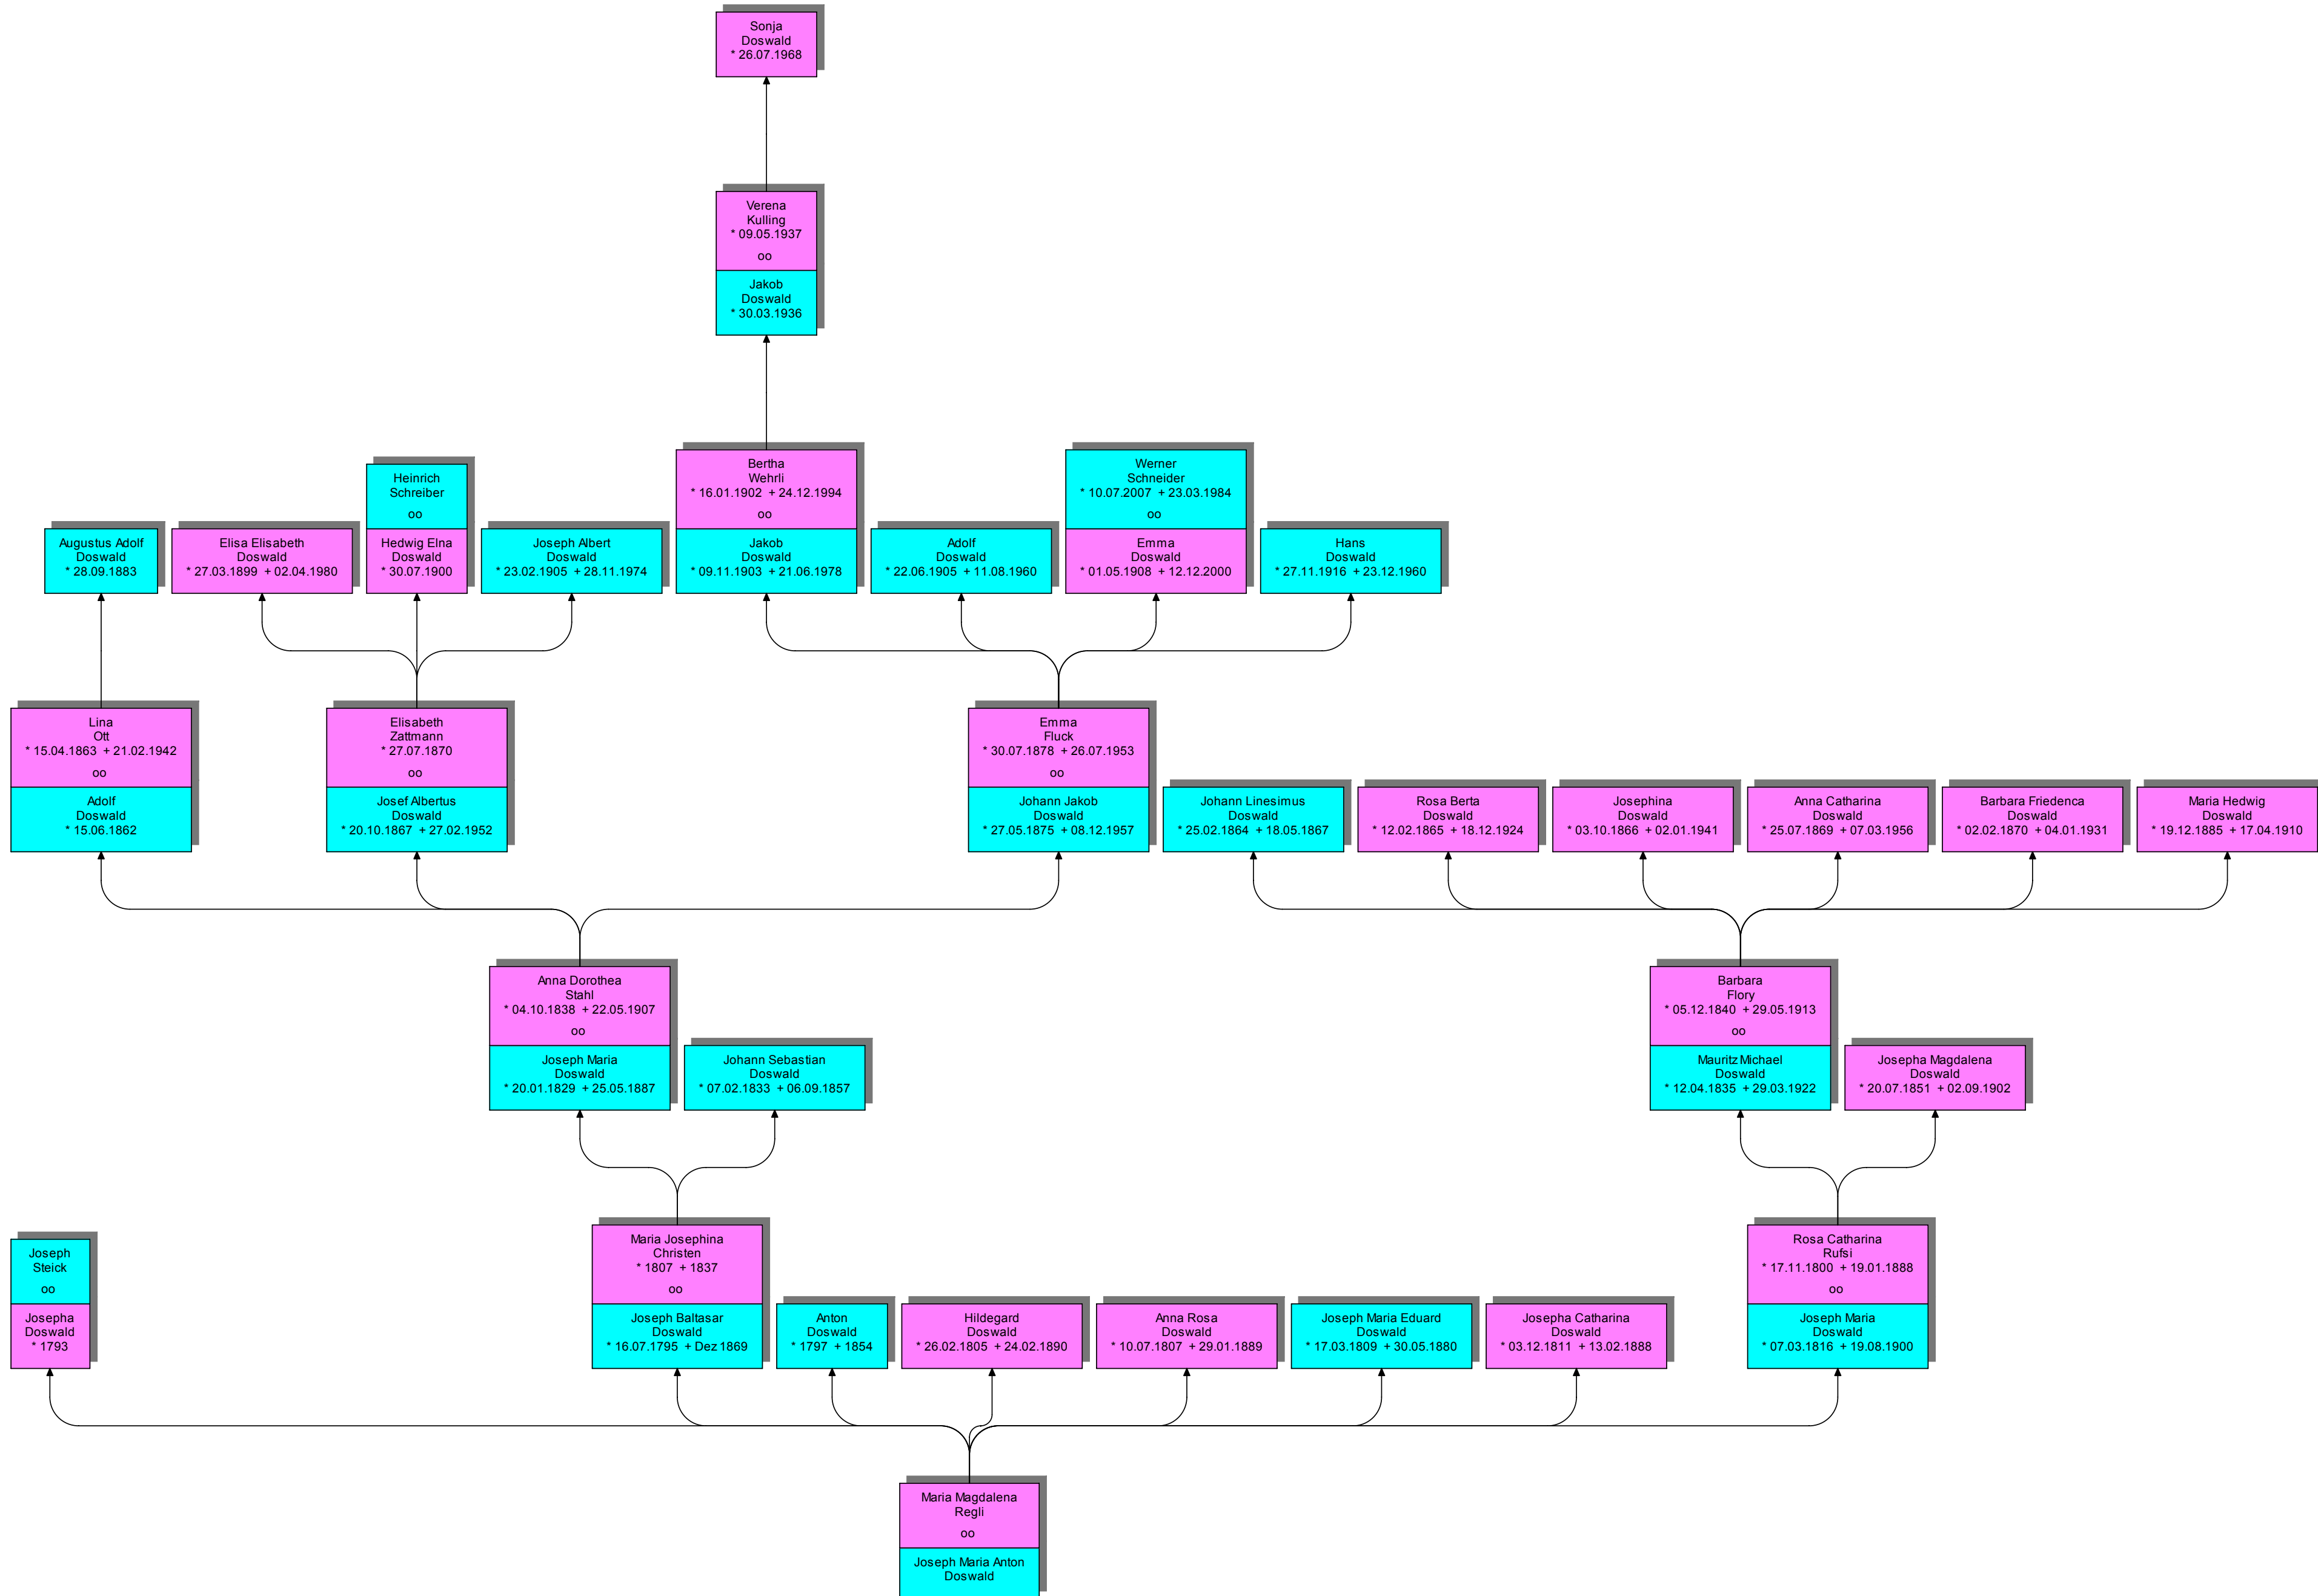 Sonja
Doswald
* 26.07.1968
Verena
Kulling
* 09.05.1937
oo
Jakob
Doswald
* 30.03.1936
Augustus Adolf
Doswald
* 28.09.1883
Elisa Elisabeth
Doswald
* 27.03.1899 + 02.04.1980
Heinrich
Schreiber
oo
Hedwig Elna
Doswald
* 30.07.1900
Joseph Albert
Doswald
* 23.02.1905 + 28.11.1974
Bertha
Wehrli
* 16.01.1902 + 24.12.1994
oo
Jakob
Doswald
* 09.11.1903 + 21.06.1978
Adolf
Doswald
* 22.06.1905 + 11.08.1960
Werner
Schneider
* 10.07.2007 + 23.03.1984
oo
Emma
Doswald
* 01.05.1908 + 12.12.2000
Hans
Doswald
* 27.11.1916 + 23.12.1960
Lina
Ott
* 15.04.1863 + 21.02.1942
oo
Adolf
Doswald
* 15.06.1862
Elisabeth
Zattmann
* 27.07.1870
oo
Josef Albertus
Doswald
* 20.10.1867 + 27.02.1952
Emma
Fluck
* 30.07.1878 + 26.07.1953
oo
Johann Jakob
Doswald
* 27.05.1875 + 08.12.1957
Johann Linesimus
Doswald
* 25.02.1864 + 18.05.1867
Rosa Berta
Doswald
* 12.02.1865 + 18.12.1924
Josephina
Doswald
* 03.10.1866 + 02.01.1941
Anna Catharina
Doswald
* 25.07.1869 + 07.03.1956
Barbara Friedenca
Doswald
* 02.02.1870 + 04.01.1931
Maria Hedwig
Doswald
* 19.12.1885 + 17.04.1910
Anna Dorothea
Stahl
* 04.10.1838 + 22.05.1907
oo
Joseph Maria
Doswald
* 20.01.1829 + 25.05.1887
Johann Sebastian
Doswald
* 07.02.1833 + 06.09.1857
Barbara
Flory
* 05.12.1840 + 29.05.1913
oo
Mauritz Michael
Doswald
* 12.04.1835 + 29.03.1922
Josepha Magdalena
Doswald
* 20.07.1851 + 02.09.1902
Joseph
Steick
oo
Josepha
Doswald
* 1793
Maria Josephina
Christen
* 1807 + 1837
oo
Joseph Baltasar
Doswald
* 16.07.1795 + Dez 1869
Anton
Doswald
* 1797 + 1854
Hildegard
Doswald
* 26.02.1805 + 24.02.1890
Anna Rosa
Doswald
* 10.07.1807 + 29.01.1889
Joseph Maria Eduard
Doswald
* 17.03.1809 + 30.05.1880
Josepha Catharina
Doswald
* 03.12.1811 + 13.02.1888
Rosa Catharina
Rufsi
* 17.11.1800 + 19.01.1888
oo
Joseph Maria
Doswald
* 07.03.1816 + 19.08.1900
Maria Magdalena
Regli
oo
Joseph Maria Anton
Doswald